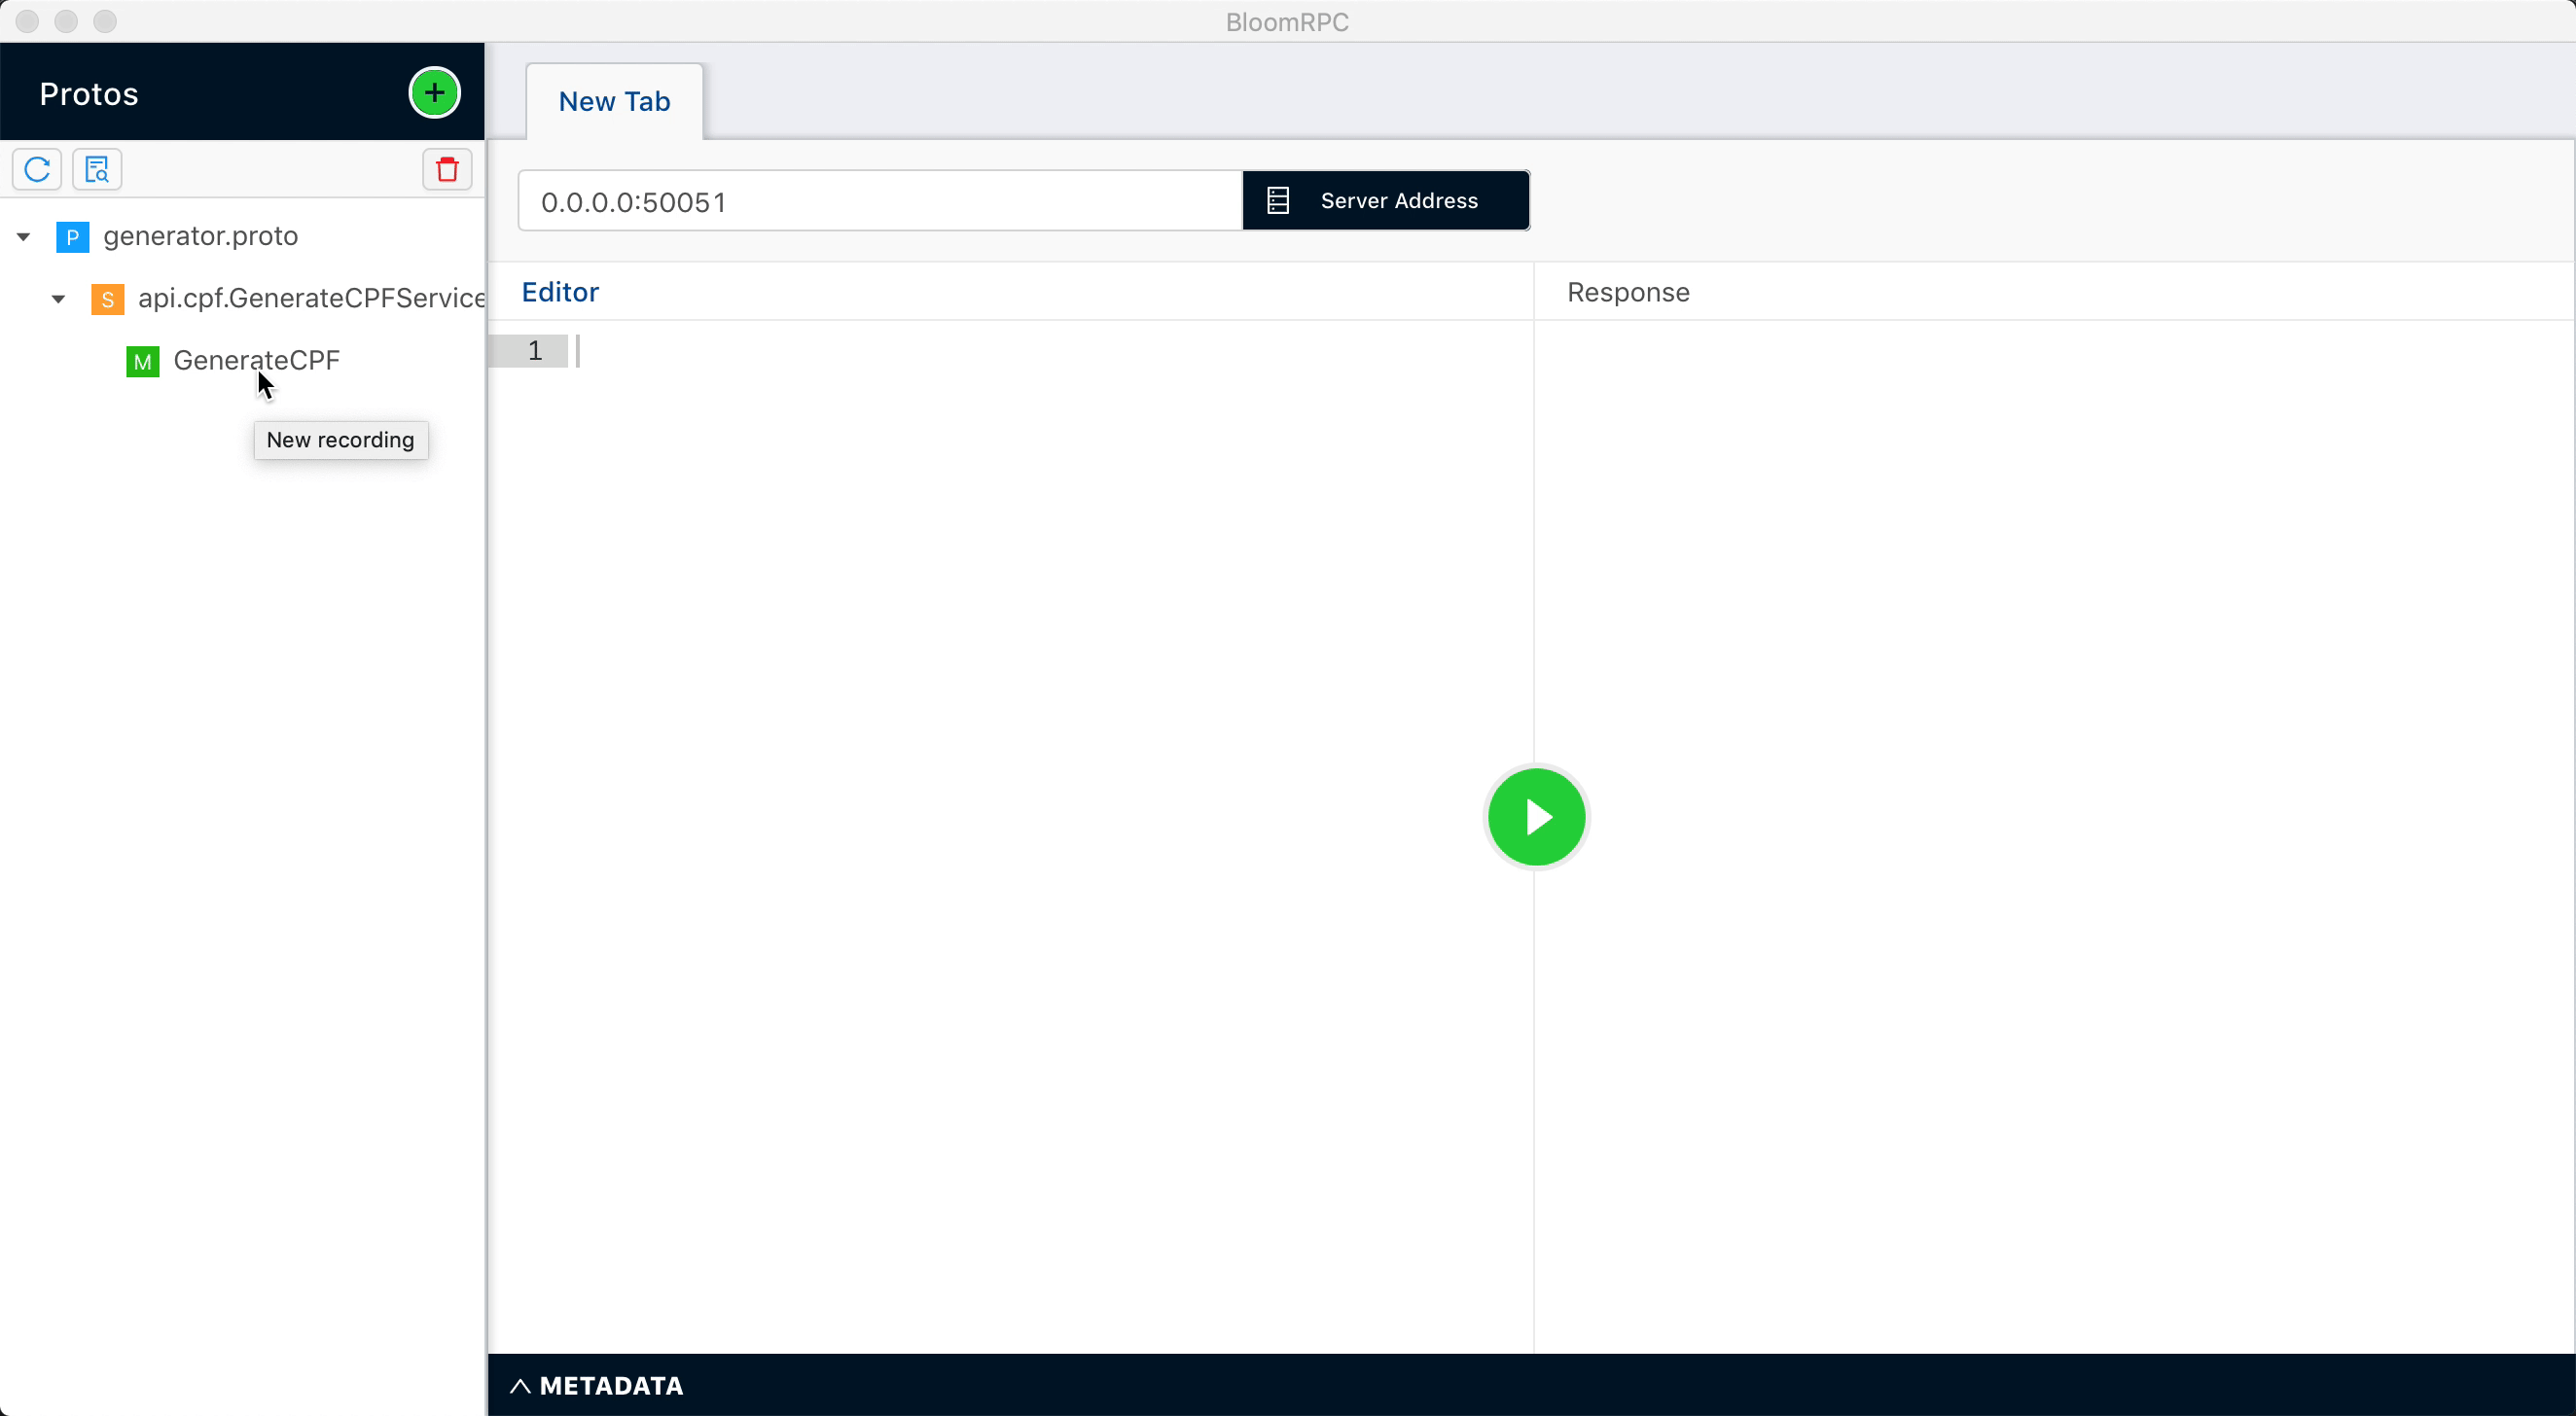 BloomRPC
Protos
New Tab
0.0.0.0:50051
Server Address
P generator.proto
S api.cpf.GenerateCPFService
M GenerateCPF
New recording
Editor
Response
1
METADATA